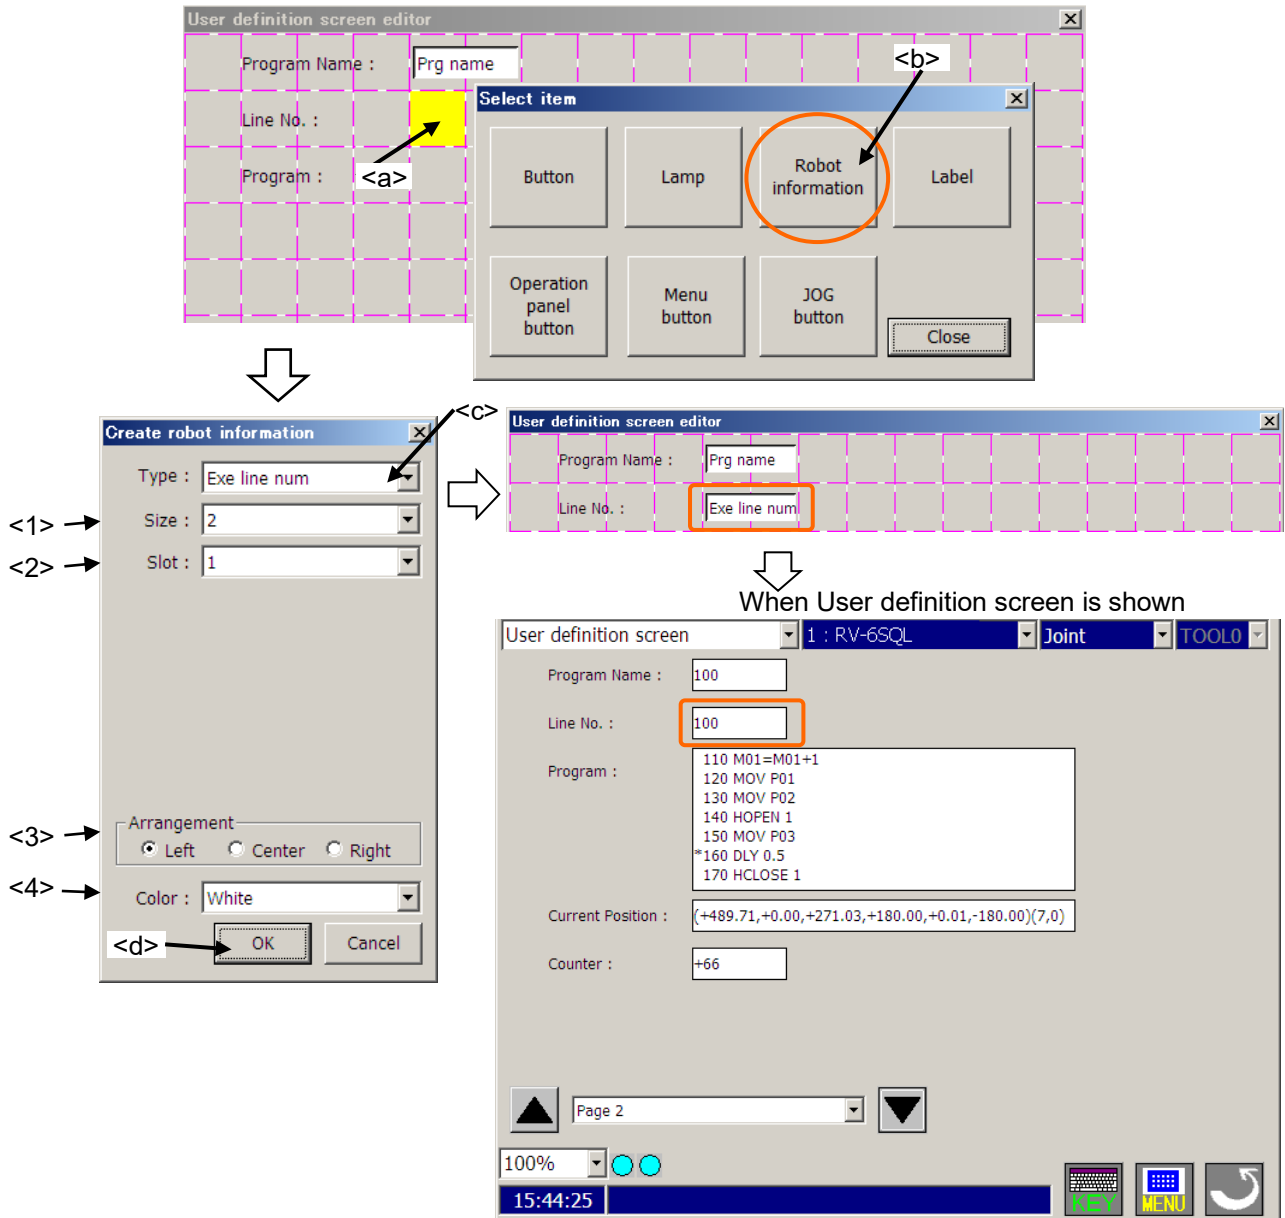 User definition screen editor
Program Name :
Prg name
<b>
Line No. :
Program :
<a>
Select item
Button
Lamp
Robot
information
Label
Operation
panel
button
Menu
button
JOG
button
Close
Create robot information
<c>
Type :
Exe line num
<1>
Size :
2
<2>
Slot :
1
<3>
Arrangement
Left
Center
Right
<4>
Color :
White
<d>
OK
Cancel
User definition screen editor
Program Name :
Prg name
Line No. :
Exe line num
When User definition screen is shown
User definition screen
1 : RV-6SQL
Joint
TOOL0
Program Name :
100
Line No. :
100
Program :
110 M01=M01+1
120 MOV P01
130 MOV P02
140 HOPEN 1
150 MOV P03
*160 DLY 0.5
170 HCLOSE 1
Current Position :
(+489.71,+0.00,+271.03,+180.00,+0.01,-180.00)(7,0)
Counter :
+66
Page 2
100%
15:44:25
KEY
MENU